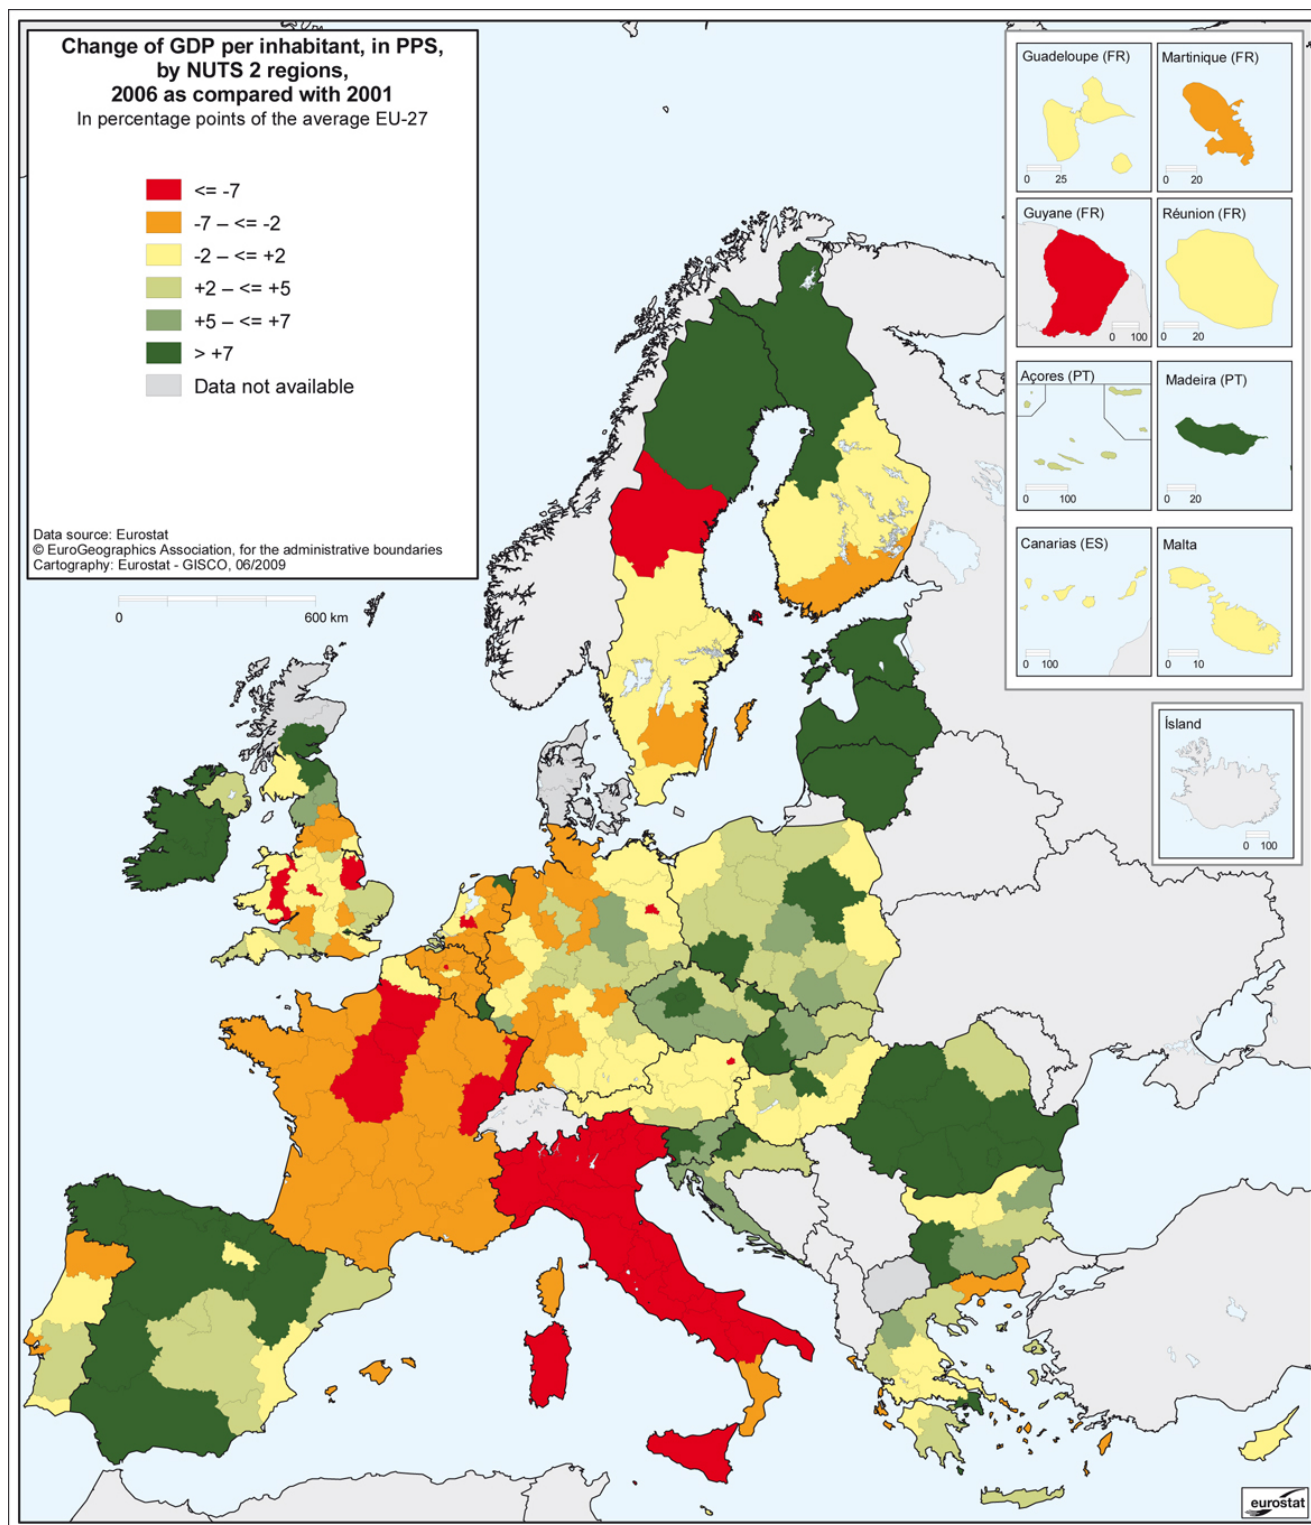 Change of GDP per inhabitant, in PPS,
by NUTS 2 regions,
2006 as compared with 2001
In percentage points of the average EU-27
<= -7
-7 – <= -2
-2 – <= +2
+2 – <= +5
+5 – <= +7
> +7
Data not available
Data source: Eurostat
© EuroGeographics Association, for the administrative boundaries
Cartography: Eurostat - GISCO, 06/2009
0 600 km
Guadeloupe (FR)
0 25
Martinique (FR)
0 20
Guyane (FR)
0 100
Réunion (FR)
0 20
Açores (PT)
0 100
Madeira (PT)
0 20
Canarias (ES)
0 100
Malta
0 10
Ísland
0 100
eurostat